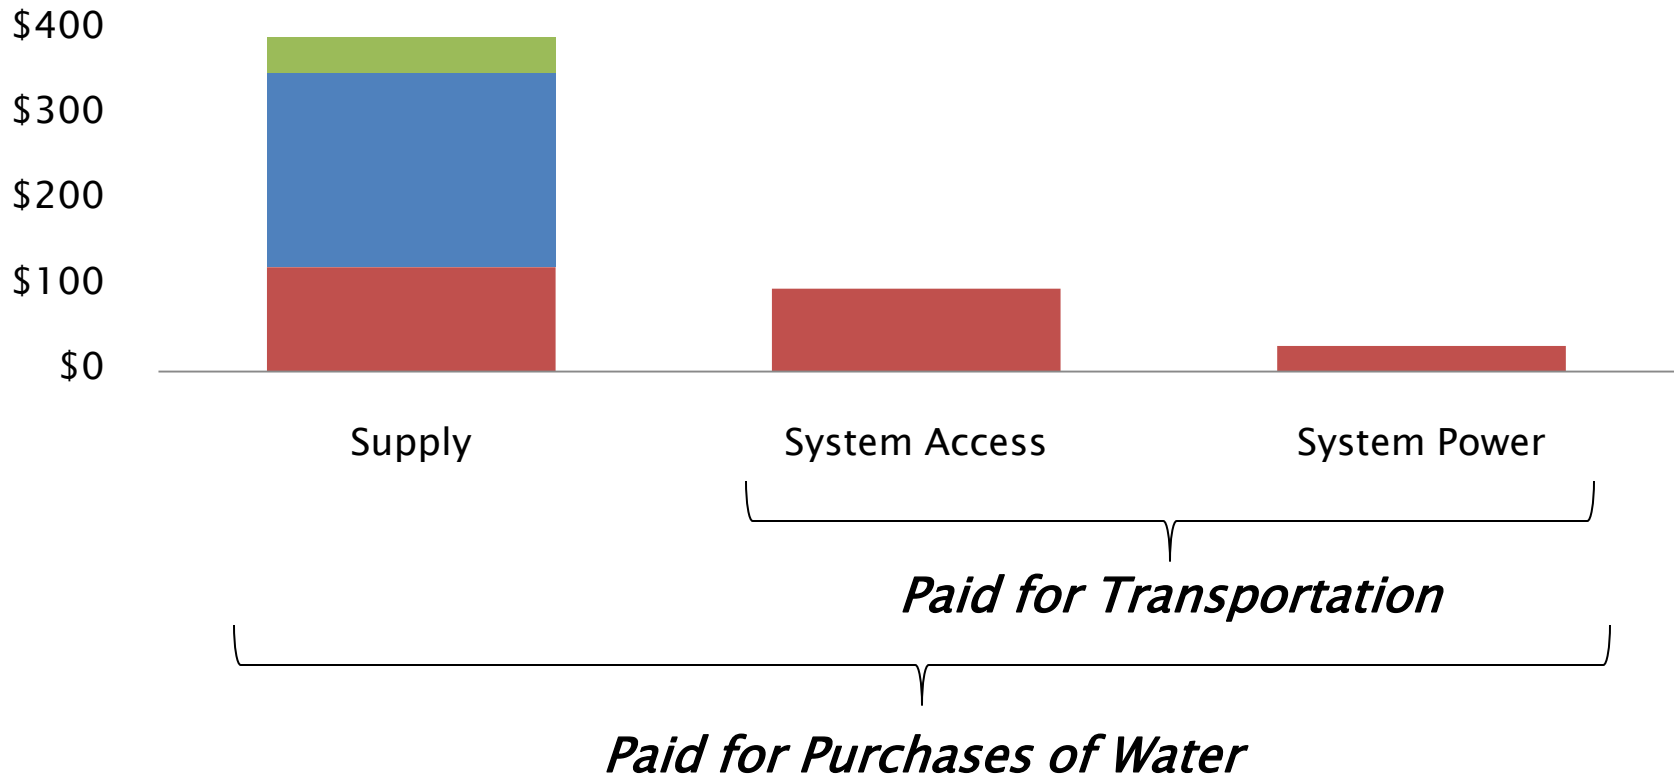 $400
$300
$200
$100
$0
Supply
System Access
System Power
Paid for Transportation
Paid for Purchases of Water